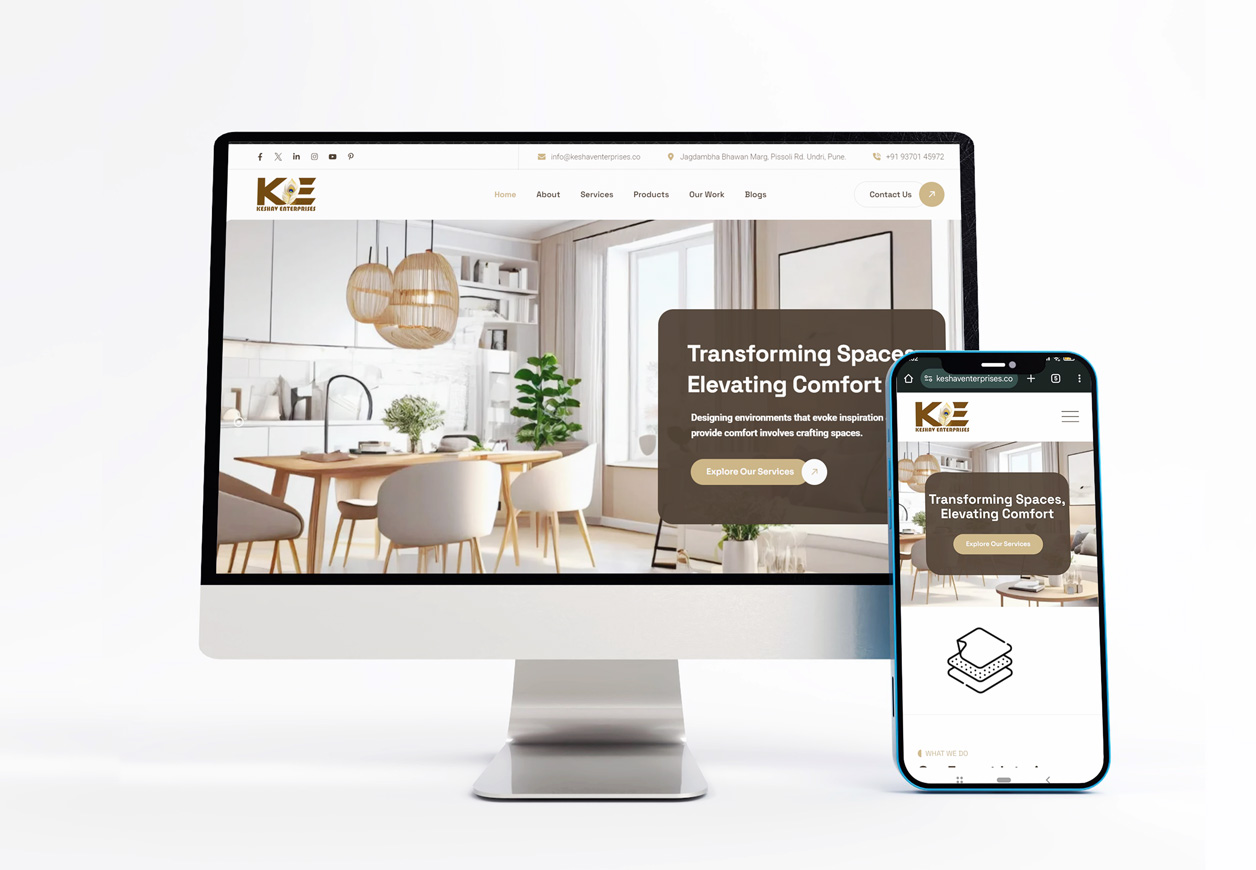 info@keshaventerprises.co
Jagdambha Bhawan Marg, Pissoli Rd. Undri, Pune.
+91 93701 45972
KE
KESHAV ENTERPRISES
Home
About
Services
Products
Our Work
Blogs
Contact Us
Transforming Spaces
Elevating Comfort
Designing environments that evoke inspiration
provide comfort involves crafting spaces.
Explore Our Services
keshaventerprises.co
KE
KESHAV ENTERPRISES
Transforming Spaces,
Elevating Comfort
Explore Our Services
WHAT WE DO